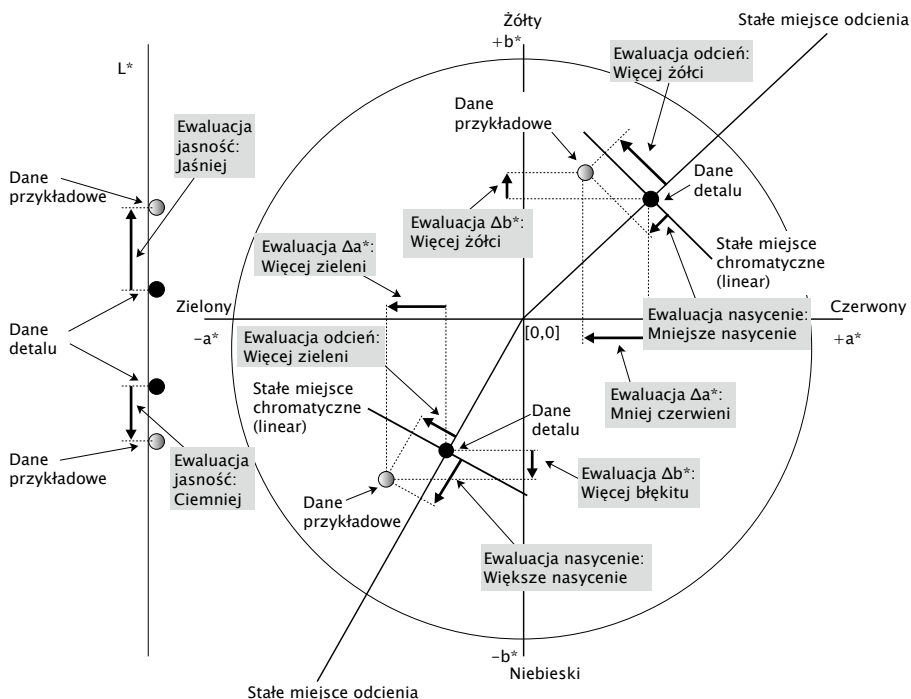 Żółty
+b*
Stałe miejsce odcienia
Ewaluacja odcień:
Więcej żółci
L*
Ewaluacja
jasność:
Jaśniej
Dane
przykładowe
Dane
przykładowe
Dane
detalu
Ewaluacja Δb*:
Więcej żółci
Stałe miejsce
chromatyczne
(linear)
Ewaluacja Δa*:
Więcej zieleni
Zielony
−a*
Czerwony
+a*
[0,0]
Ewaluacja nasycenie:
Mniejsze nasycenie
Dane
detalu
Ewaluacja odcień:
Więcej zieleni
Ewaluacja Δa*:
Mniej czerwieni
Stałe miejsce
chromatyczne
(linear)
Dane
detalu
Dane
przykładowe
Ewaluacja
jasność:
Ciemniej
Ewaluacja Δb*:
Więcej błękitu
Dane
przykładowe
Ewaluacja nasycenie:
Większe nasycenie
−b*
Niebieski
Stałe miejsce odcienia